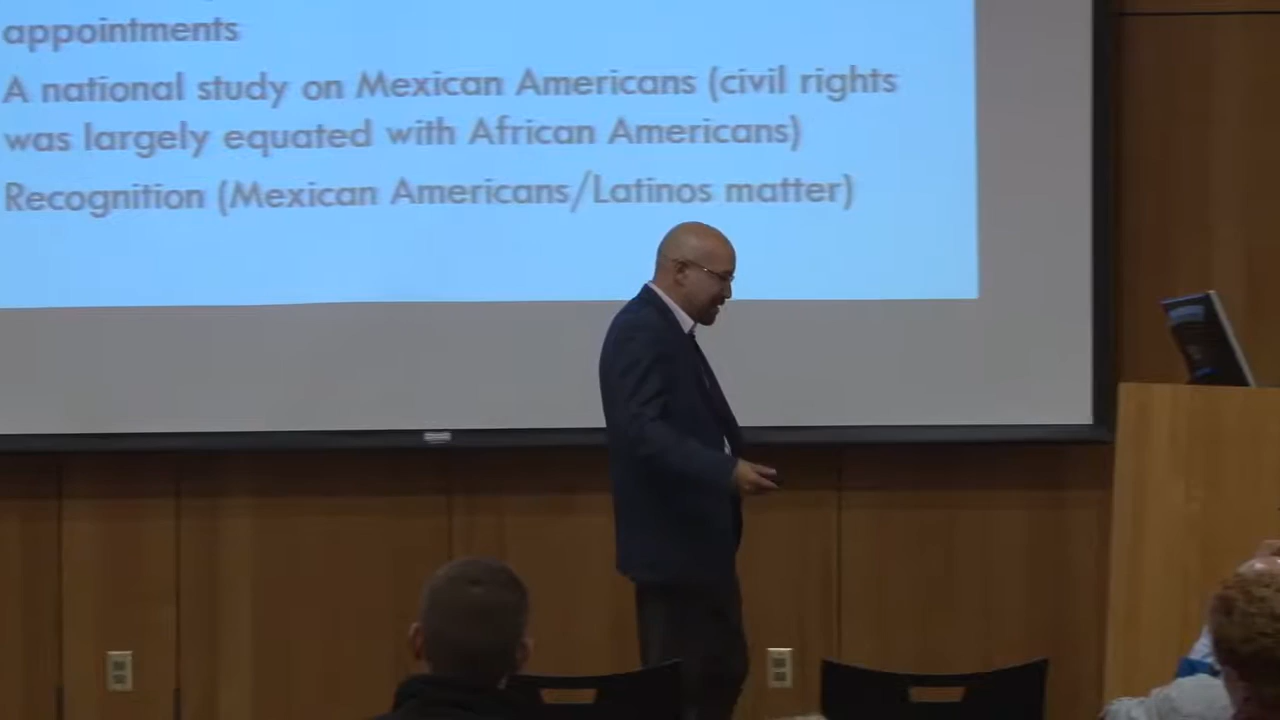 appointments
A national study on Mexican Americans (civil rights
was largely equated with African Americans)
Recognition (Mexican Americans/Latinos matter)